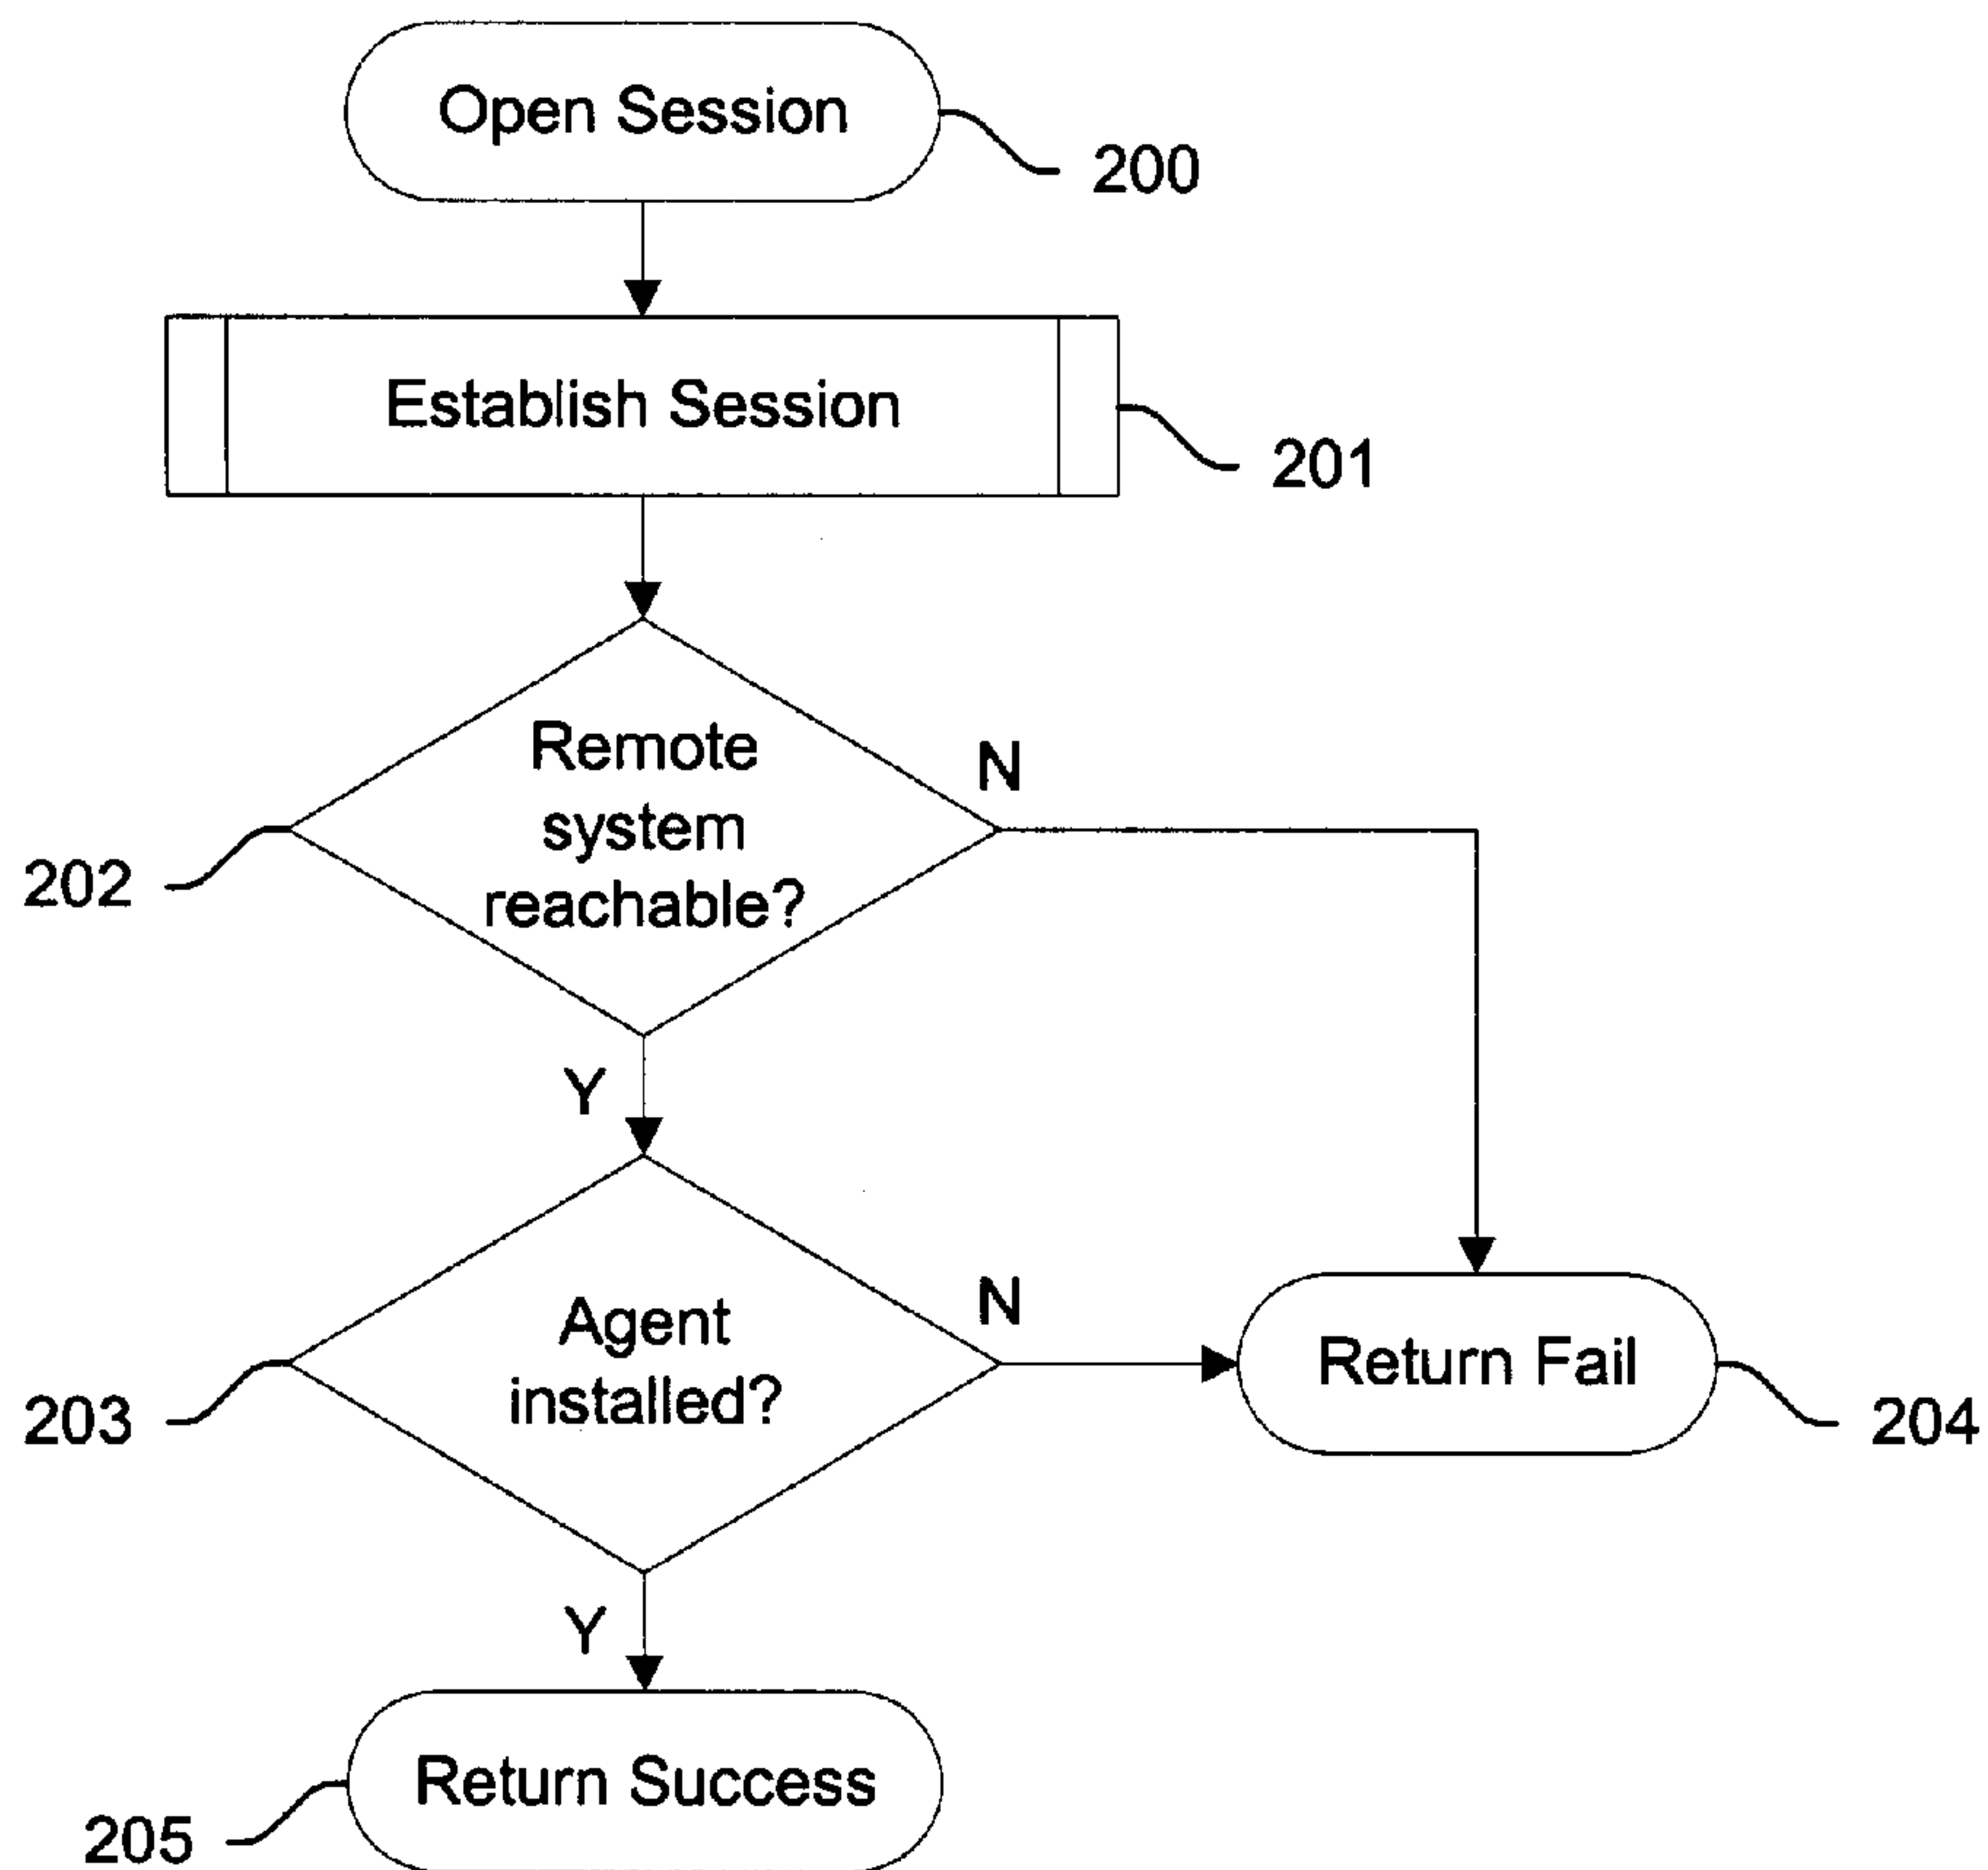 Open Session
200
Establish Session
201
Remote
system
reachable?
N
202
Y
Agent
installed?
N
203
Return Fail
204
Y
Return Success
205